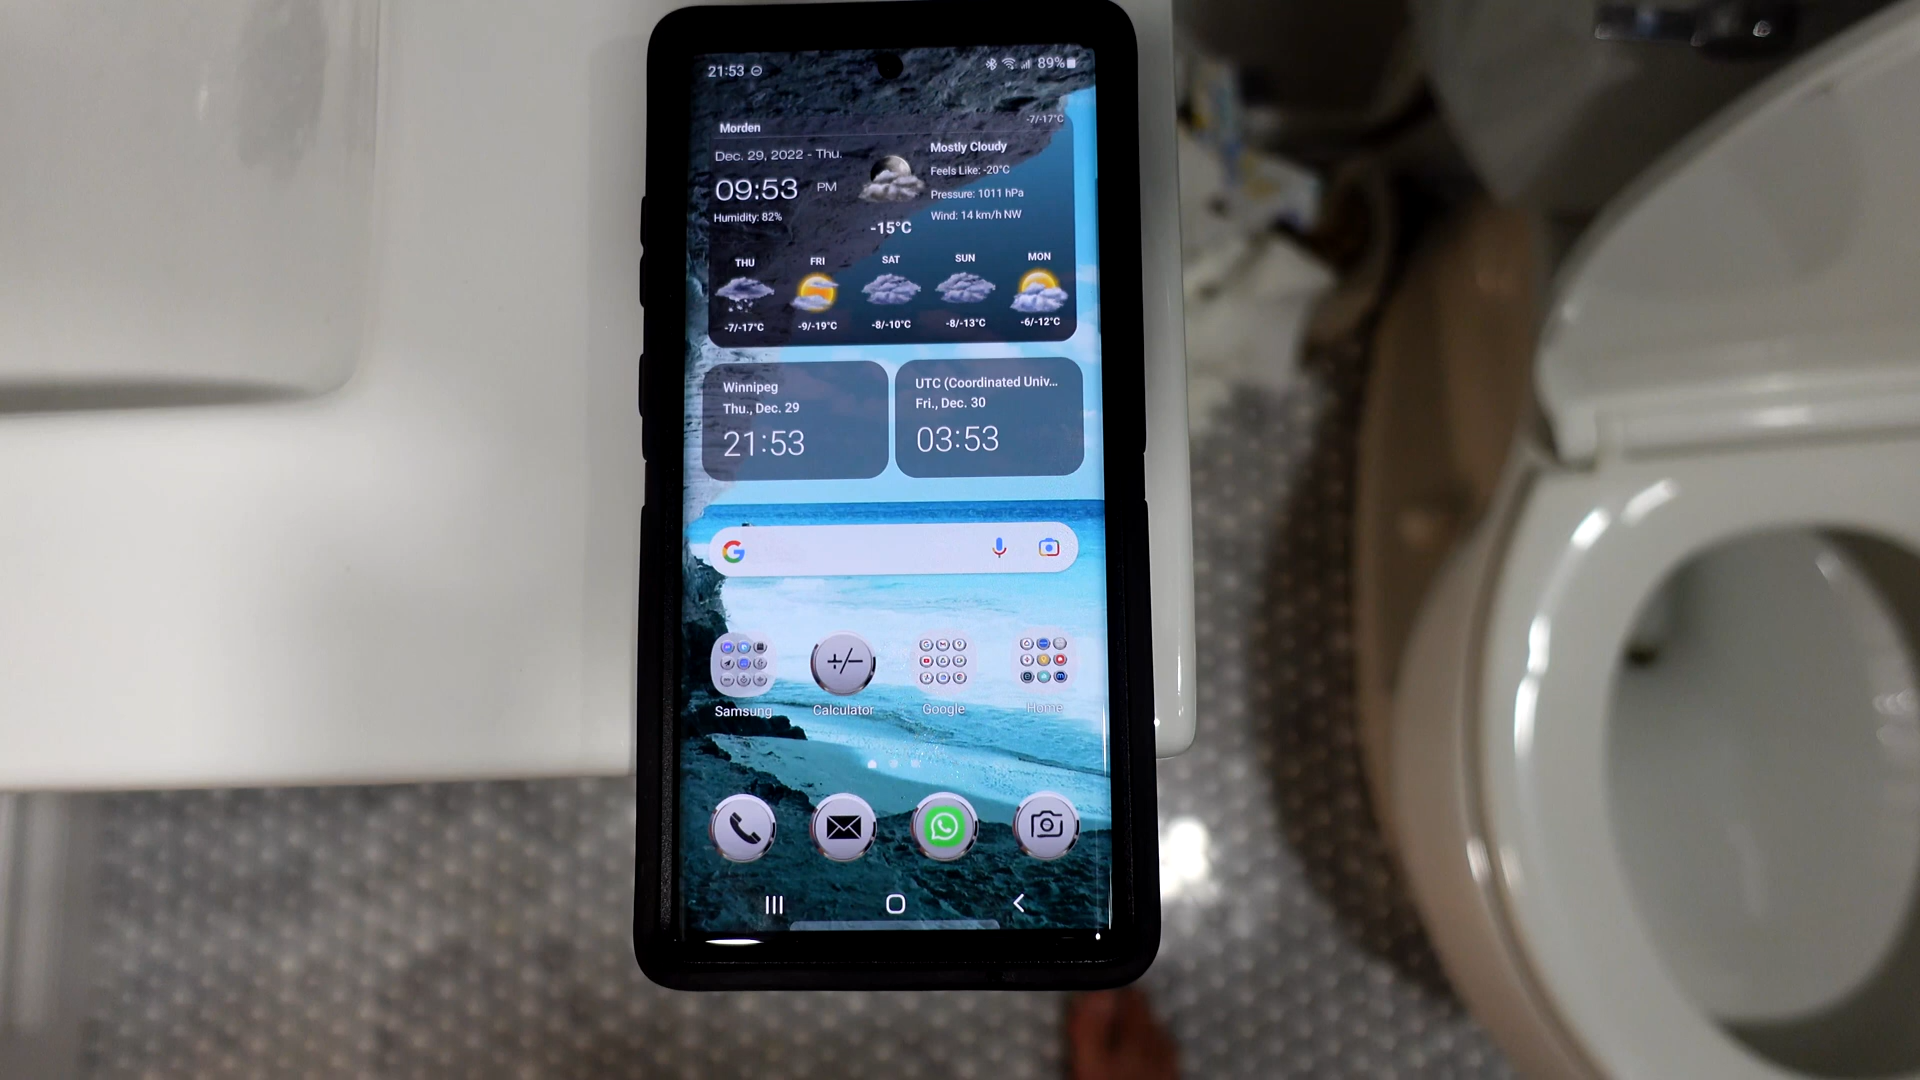 21:53
89%
-7/-17°C
Morden
Dec. 29, 2022 - Thu.
09:53 PM
Humidity: 82%
-15°C
Mostly Cloudy
Feels Like: -20°C
Pressure: 1011 hPa
Wind: 14 km/h NW
THU FRI SAT SUN MON
-7/-17°C -9/-19°C -8/-10°C -8/-13°C -6/-12°C
Winnipeg
Thu., Dec. 29
21:53
UTC (Coordinated Univ...
Fri., Dec. 30
03:53
G
+/−
Samsung Calculator Google Home